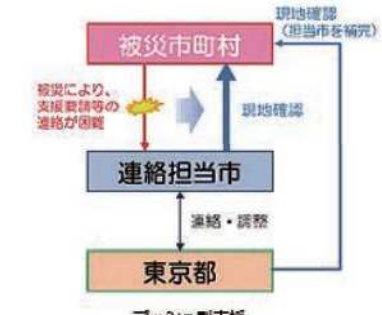 現地確認
（担当市を補完）
被災市町村
被災により、
支援要請等の
連絡が困難
現地確認
連絡担当市
連絡・調整
東京都